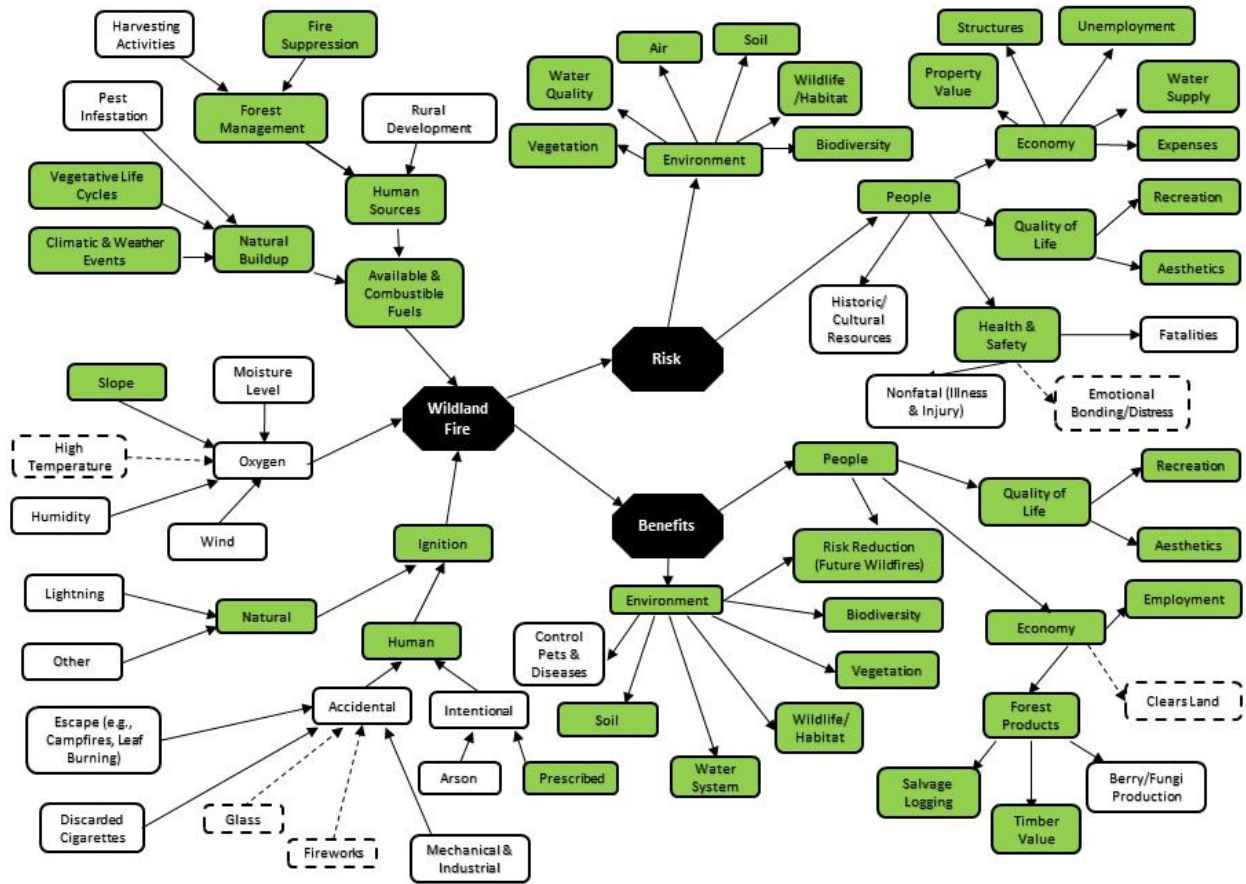 Harvesting
Activities
Fire
Suppression
Pest
Infestation
Forest
Management
Rural
Development
Vegetative Life
Cycles
Human
Sources
Climatic & Weather
Events
Natural
Buildup
Available &
Combustible
Fuels
Slope
Moisture
Level
High
Temperature
Oxygen
Humidity
Wind
Wildland
Fire
Ignition
Lightning
Natural
Other
Human
Escape (e.g.,
Campfires, Leaf
Burning)
Accidental
Intentional
Arson
Prescribed
Discarded
Cigarettes
Glass
Fireworks
Mechanical &
Industrial
Risk
Environment
Vegetation
Water
Quality
Air
Soil
Wildlife
/Habitat
Biodiversity
People
Economy
Property
Value
Structures
Unemployment
Water
Supply
Expenses
Quality of
Life
Recreation
Aesthetics
Historic/
Cultural
Resources
Health &
Safety
Fatalities
Nonfatal (Illness
& Injury)
Emotional
Bonding/Distress
Benefits
People
Quality of
Life
Recreation
Aesthetics
Risk Reduction
(Future Wildfires)
Environment
Biodiversity
Vegetation
Control
Pets &
Diseases
Soil
Water
System
Wildlife/
Habitat
Economy
Employment
Clears Land
Forest
Products
Salvage
Logging
Timber
Value
Berry/Fungi
Production